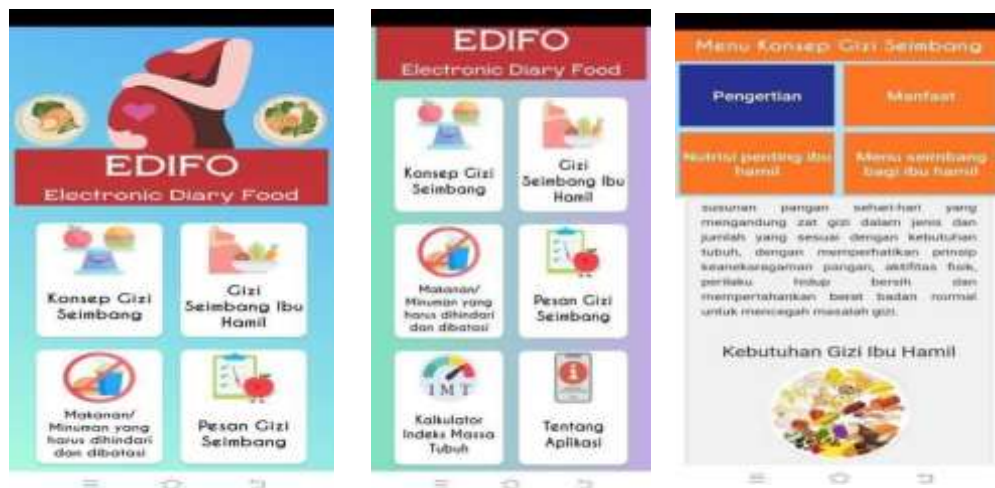 EDIFO
Electronic Diary Food
Konsep Gizi
Seimbang
Gizi
Seimbang Ibu
Hamil
Makanan/
Minuman yang
harus dihindari
dan dibatasi
Pesan Gizi
Seimbang
EDIFO
Electronic Diary Food
Konsep Gizi
Seimbang
Gizi
Seimbang Ibu
Hamil
Makanan/
Minuman yang
harus dihindari
dan dibatasi
Pesan Gizi
Seimbang
IMT
Kalkulator
Indeks Massa
Tubuh
Tentang
Aplikasi
Menu Konsep Gizi Seimbang
Pengertian
Manfaat
Nutrisi penting ibu
hamil
Menu seimbang
bagi ibu hamil
susunan pangan sehari-hari yang
mengandung zat gizi dalam jenis dan
jumlah yang sesuai dengan kebutuhan
tubuh, dengan memperhatikan prinsip
keanekaragaman pangan, aktifitas fisik,
perilaku hidup bersih dan
mempertahankan berat badan normal
untuk mencegah masalah gizi.
Kebutuhan Gizi Ibu Hamil